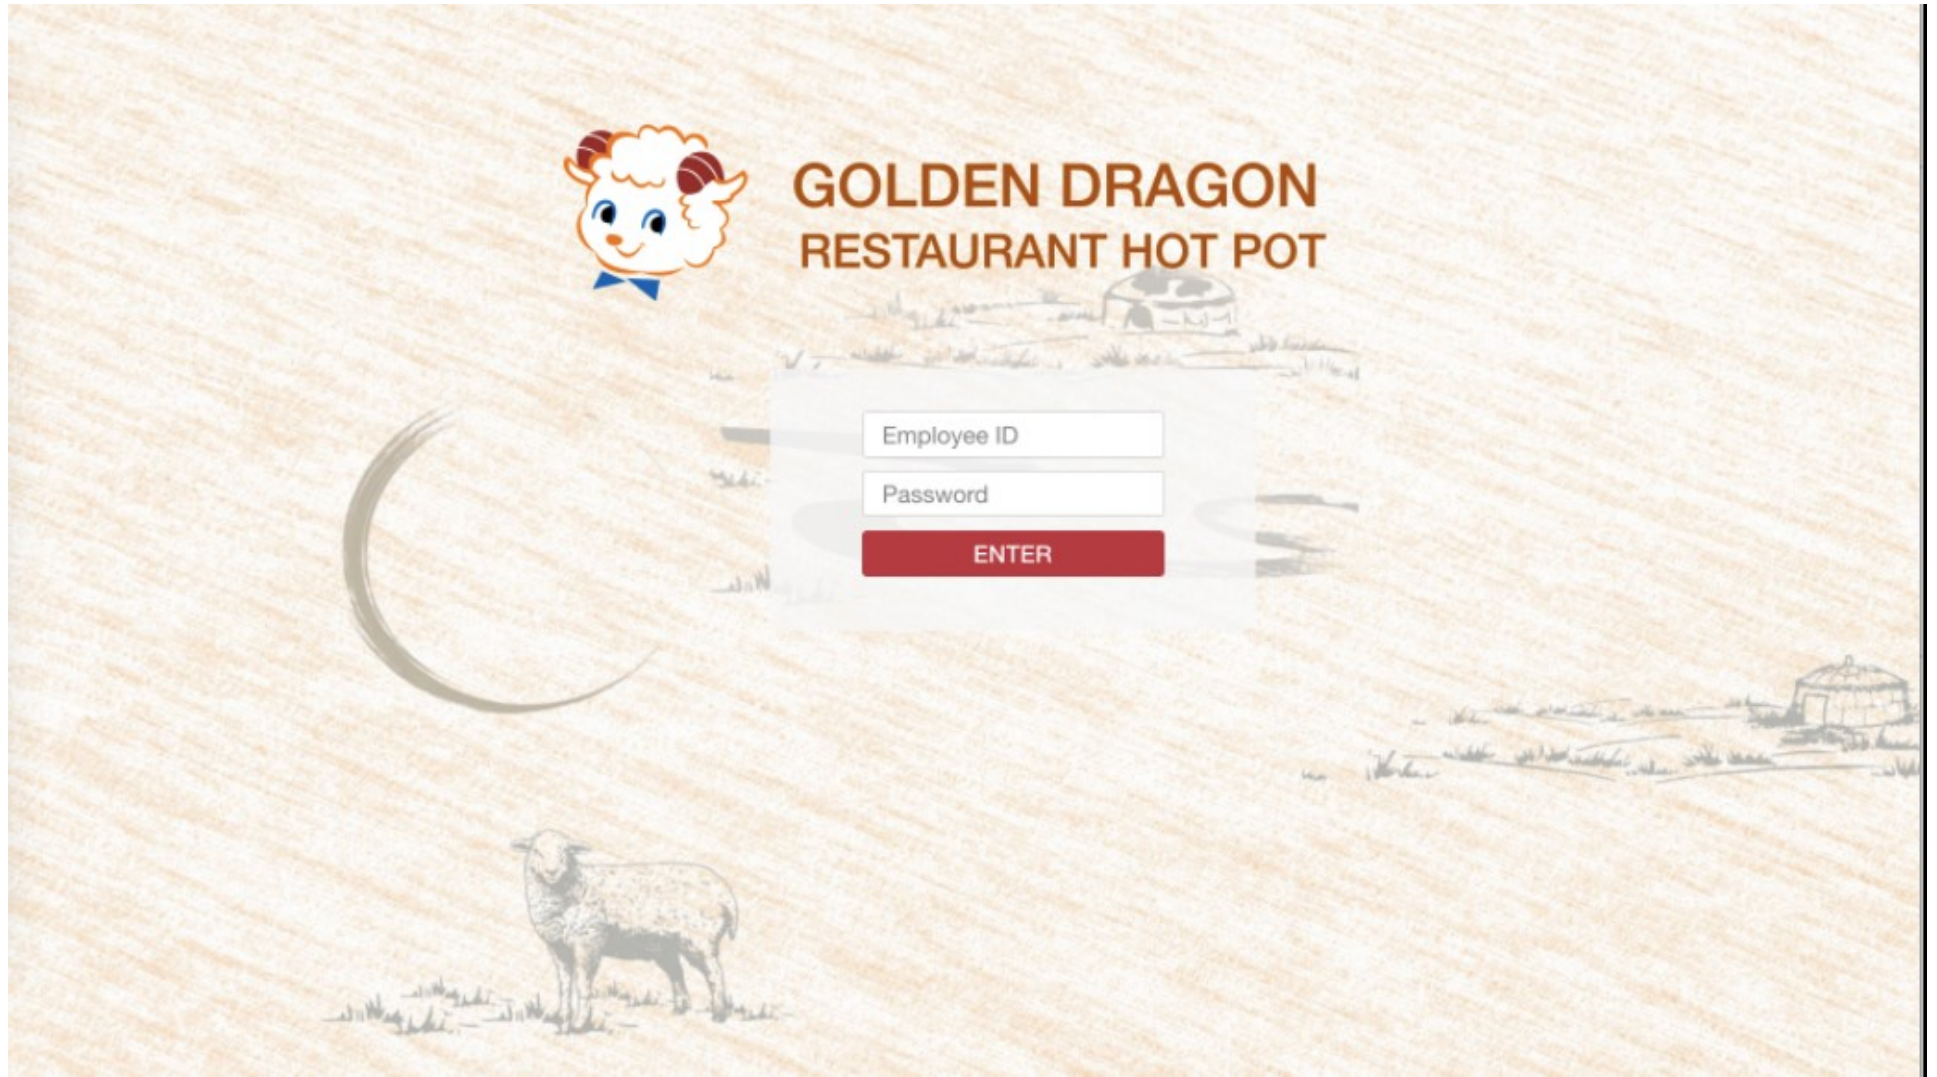 GOLDEN DRAGON
RESTAURANT HOT POT
Employee ID
Password
ENTER